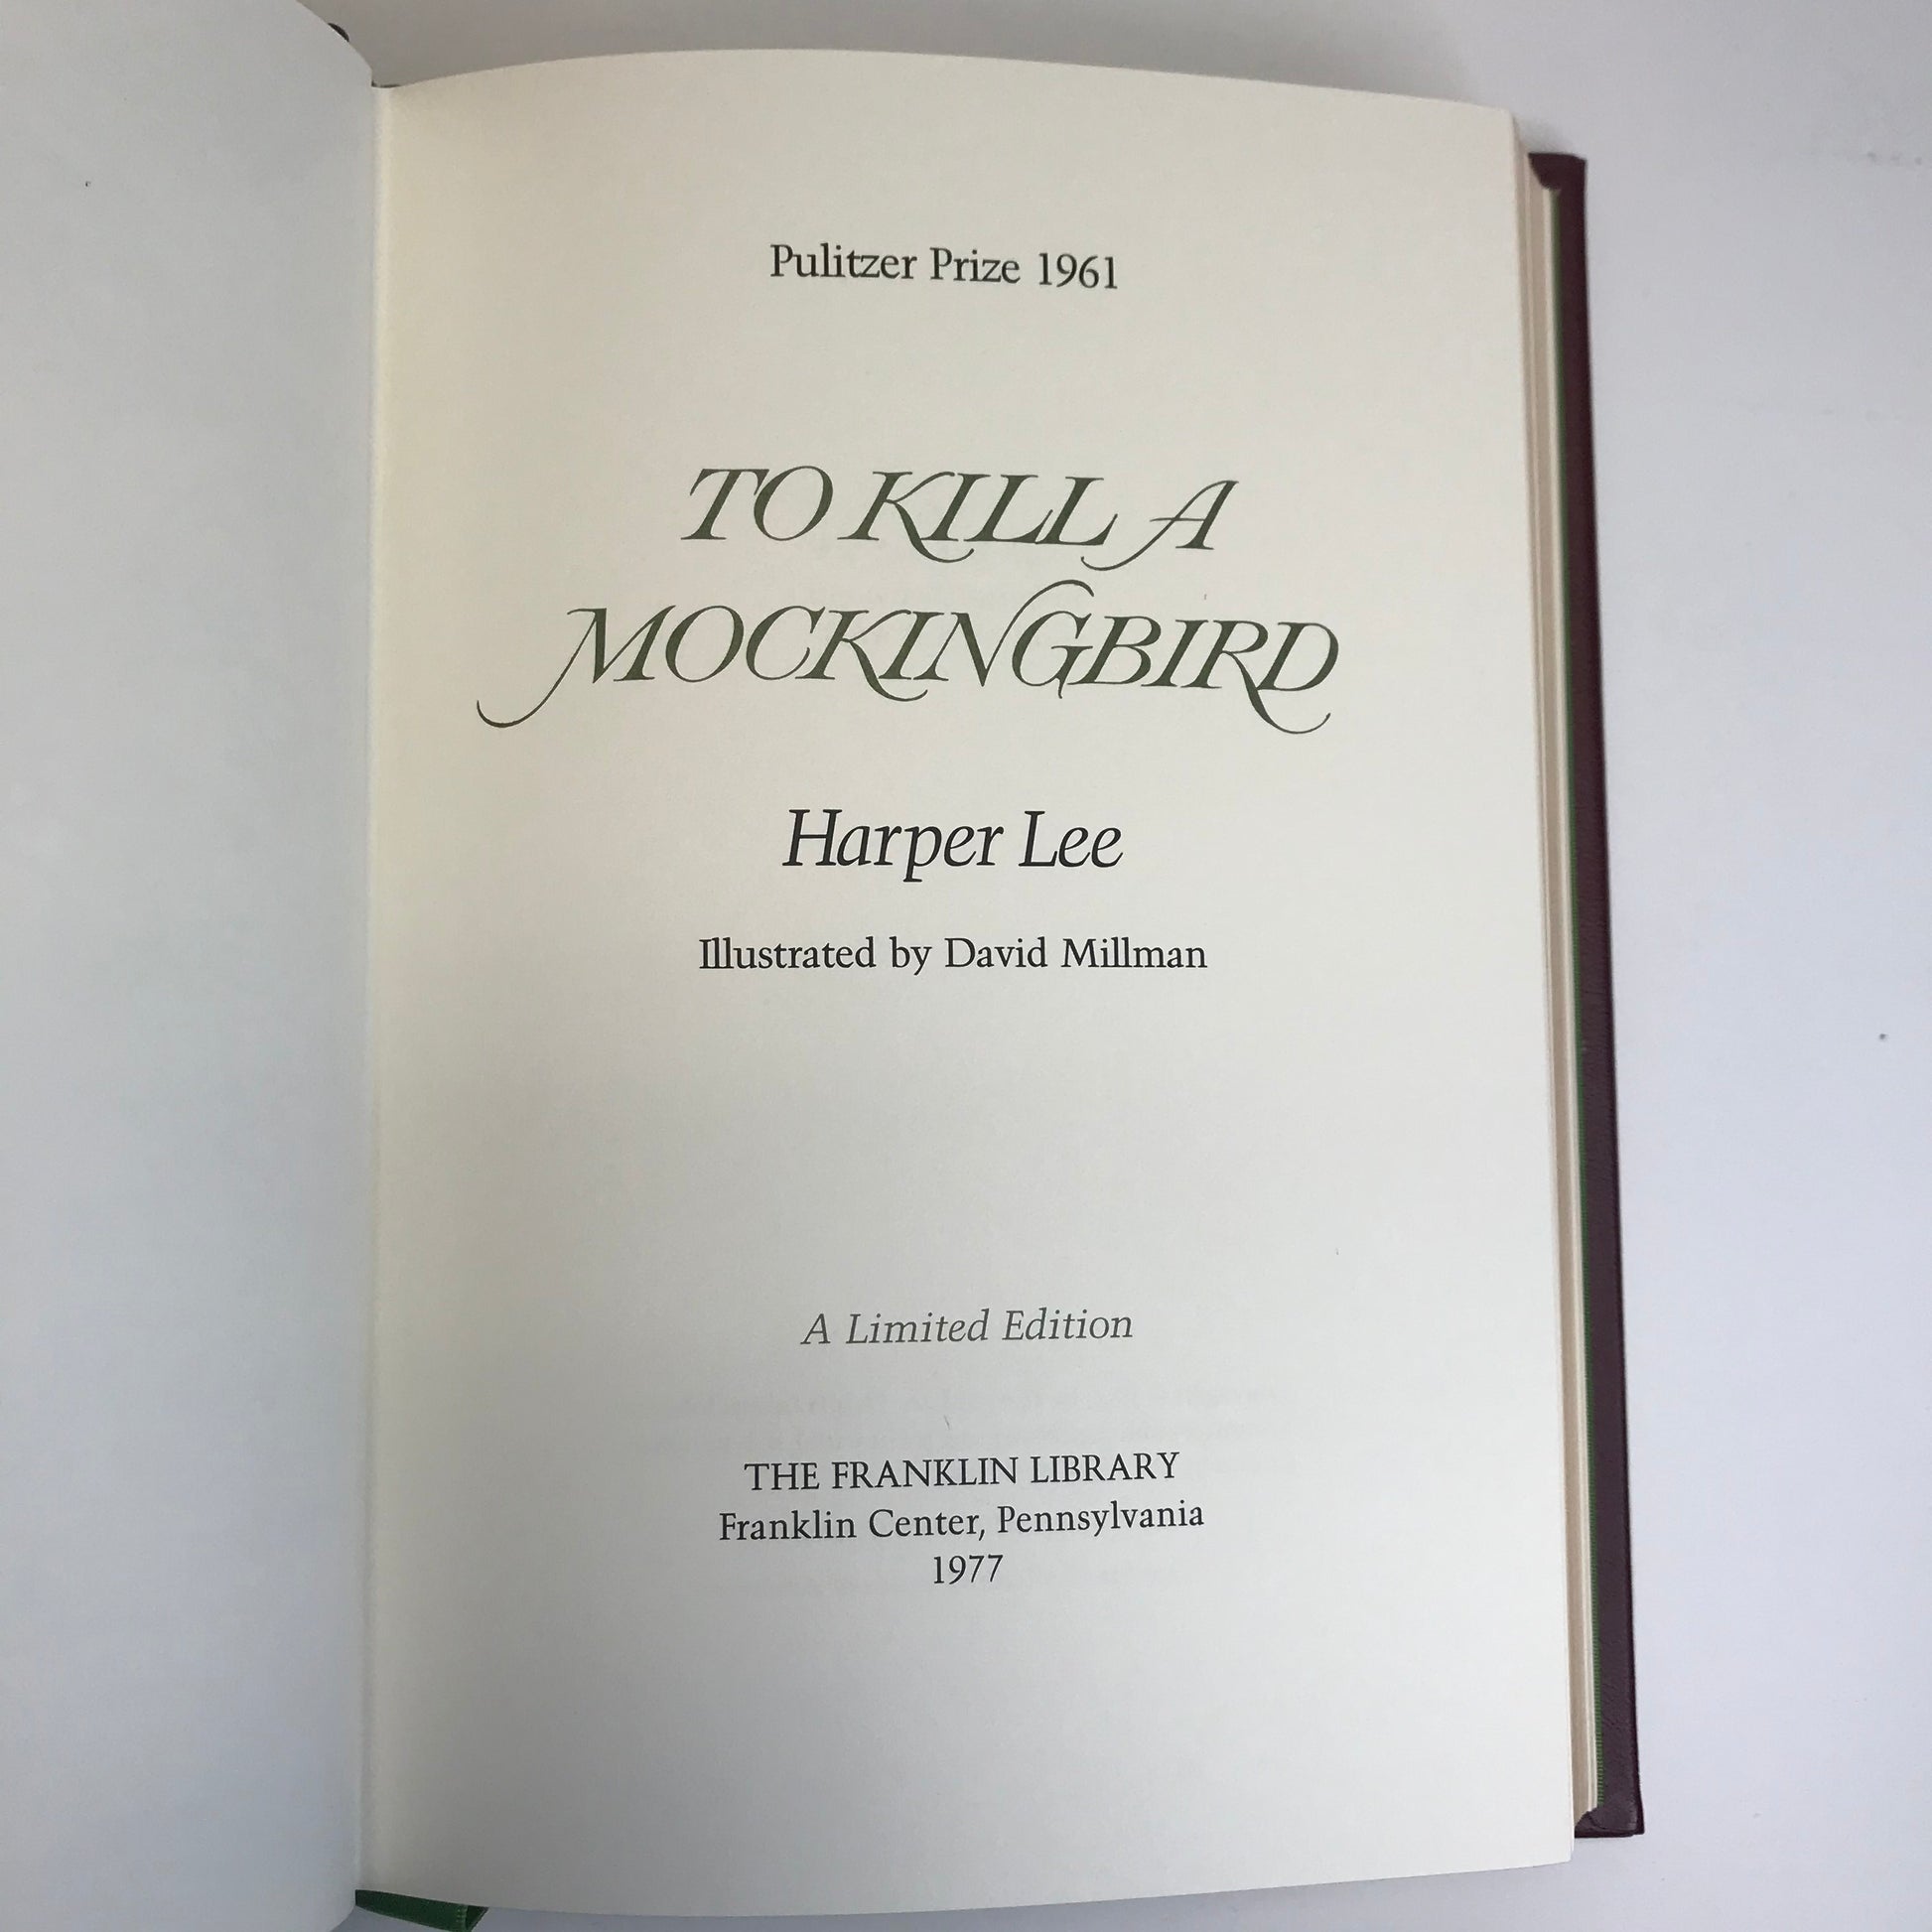 Pulitzer Prize 1961
TO KILL A
MOCKINGBIRD
Harper Lee
Illustrated by David Millman
A Limited Edition
THE FRANKLIN LIBRARY
Franklin Center, Pennsylvania
1977